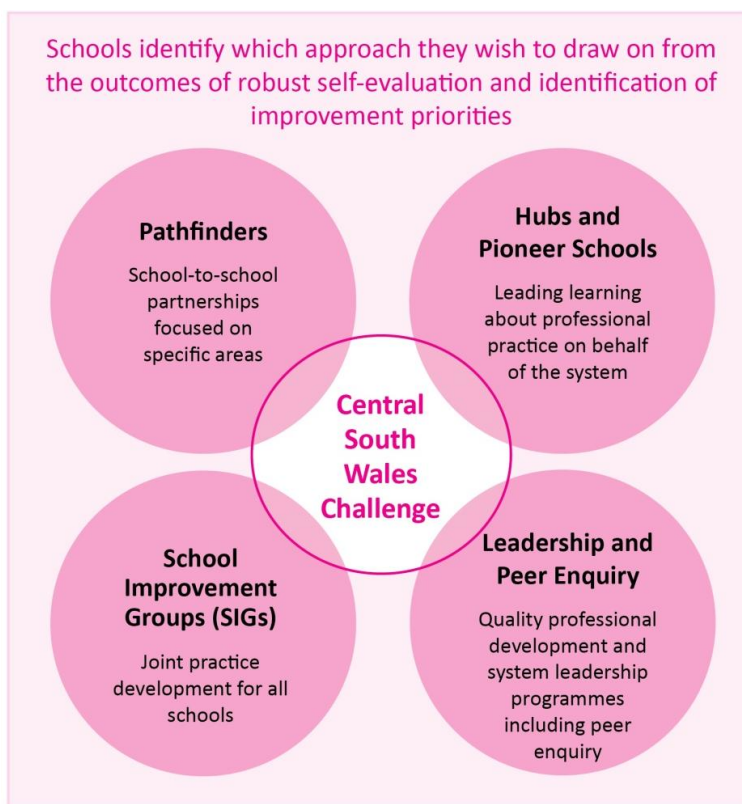 Schools identify which approach they wish to draw on from
the outcomes of robust self-evaluation and identification of
improvement priorities
Pathfinders
School-to-school
partnerships
focused on
specific areas
Hubs and
Pioneer Schools
Leading learning
about professional
practice on behalf
of the system
Central
South
Wales
Challenge
School
Improvement
Groups (SIGs)
Joint practice
development for all
schools
Leadership and
Peer Enquiry
Quality professional
development and
system leadership
programmes
including peer
enquiry